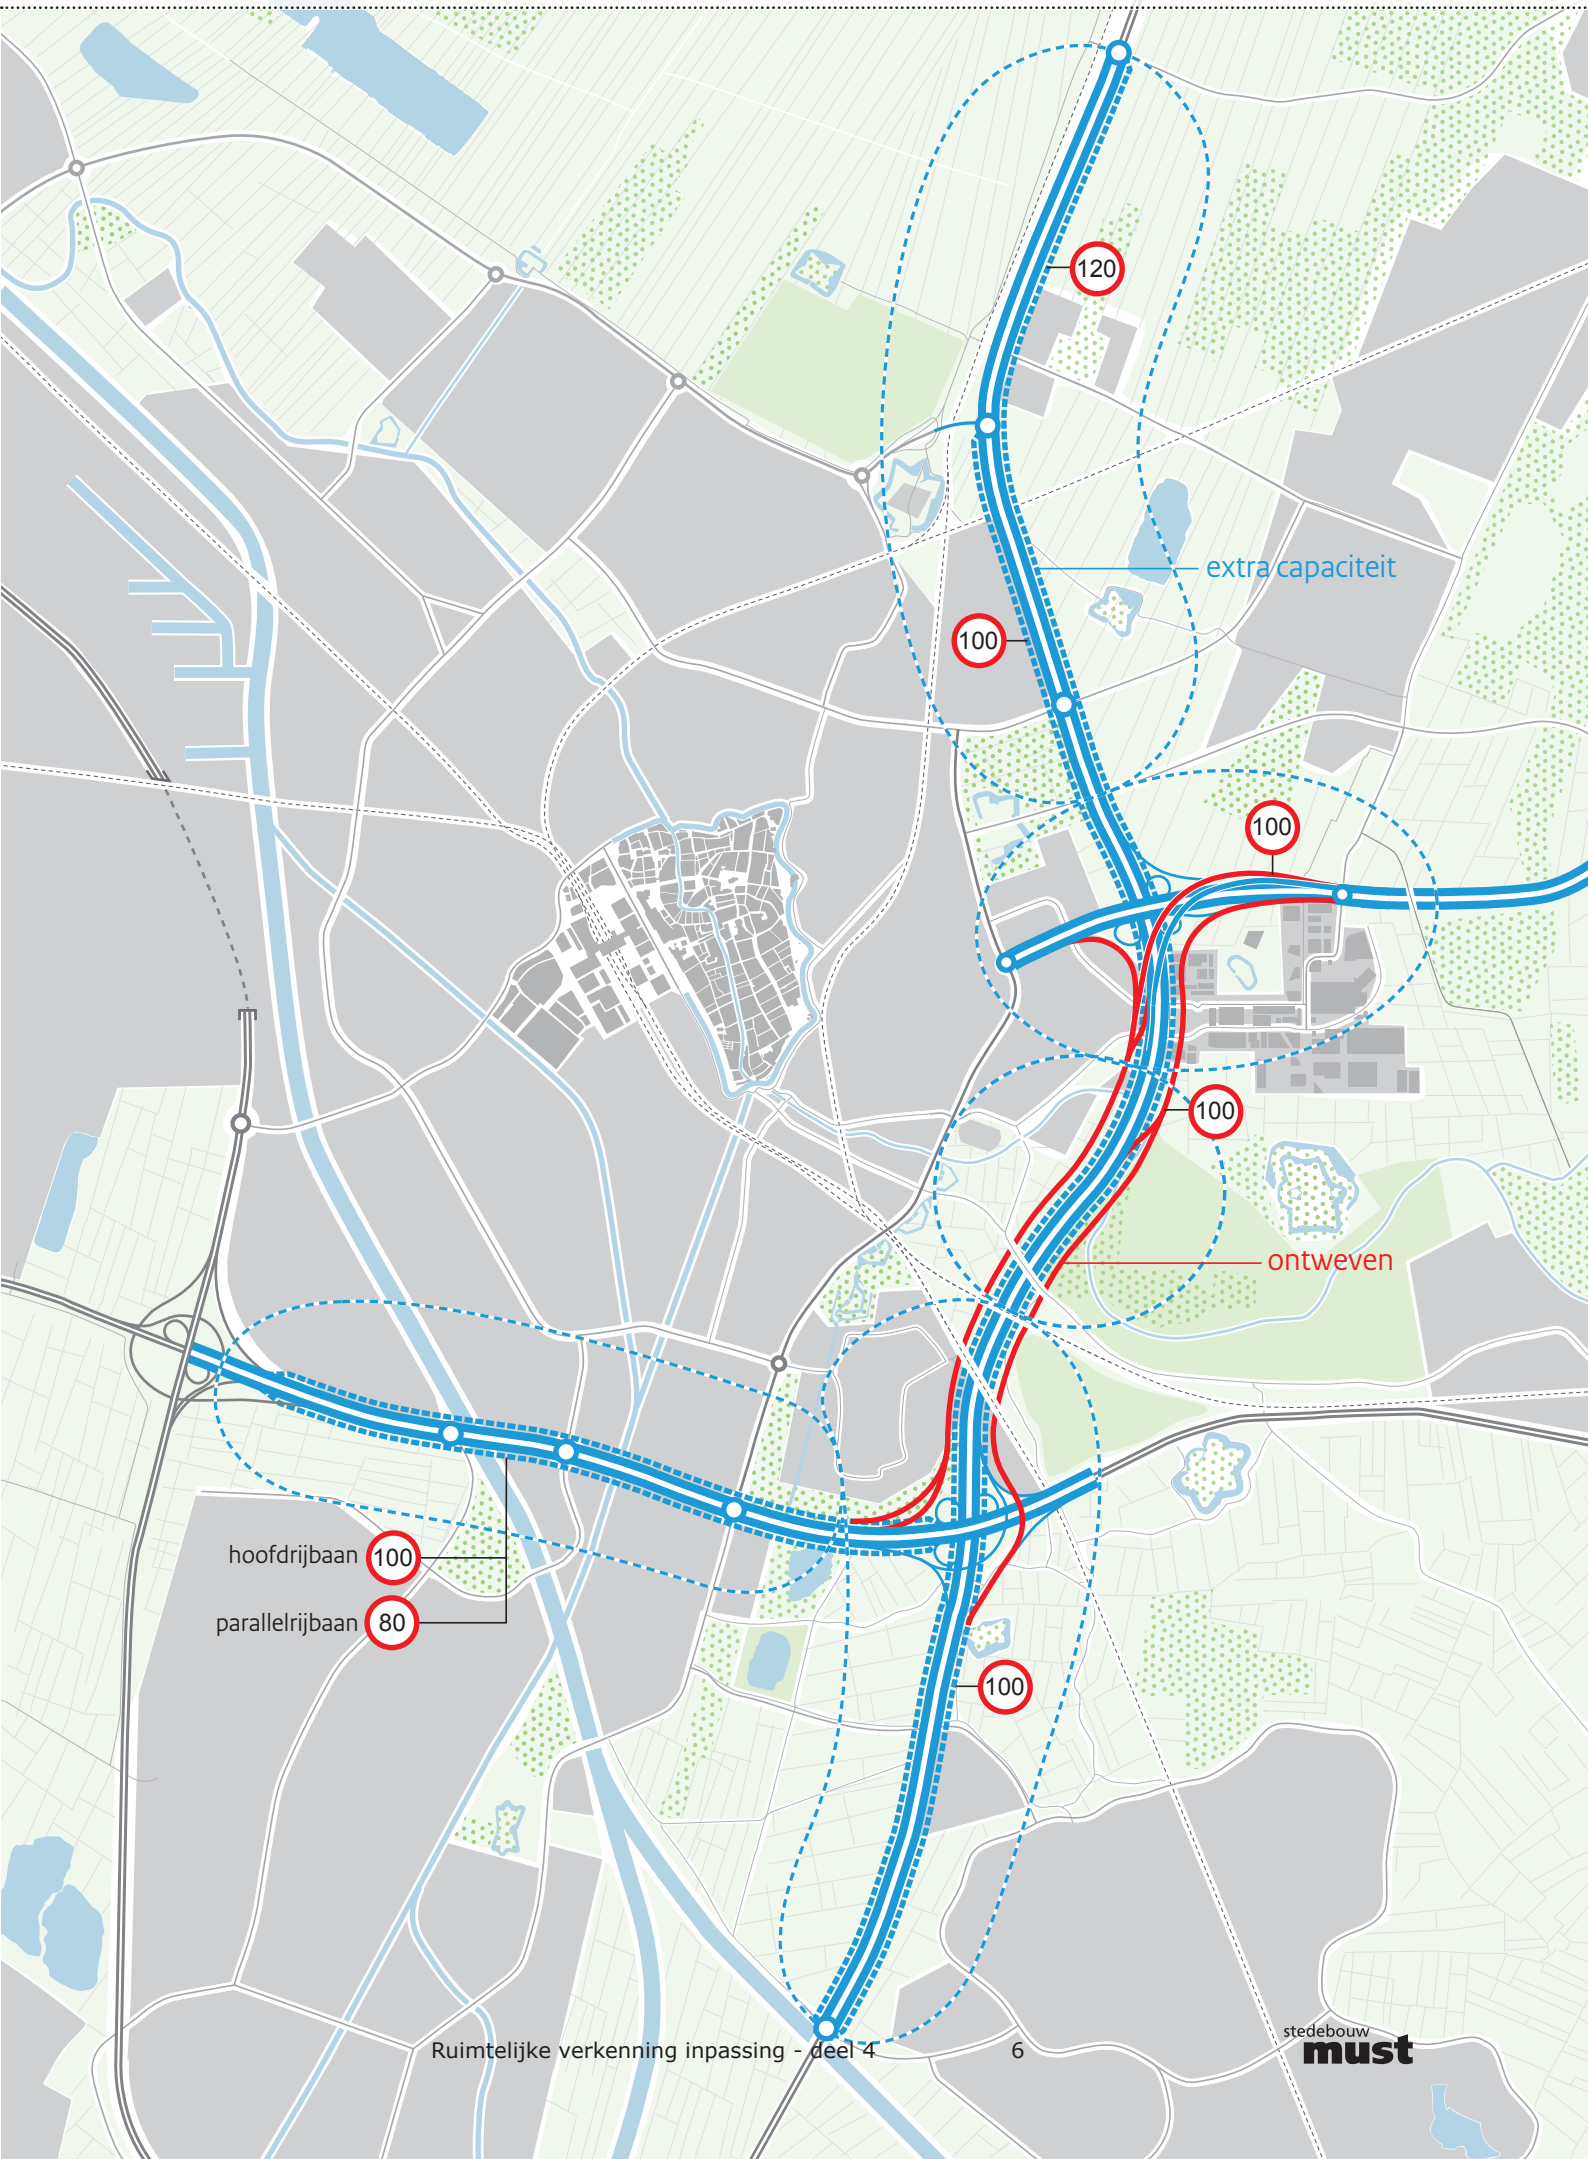 120
extra capaciteit
100
100
100
ontweven
hoofdrijbaan 100
parallelrijbaan 80
100
Ruimtelijke verkenning inpassing - deel 4
6
stedebouw
must